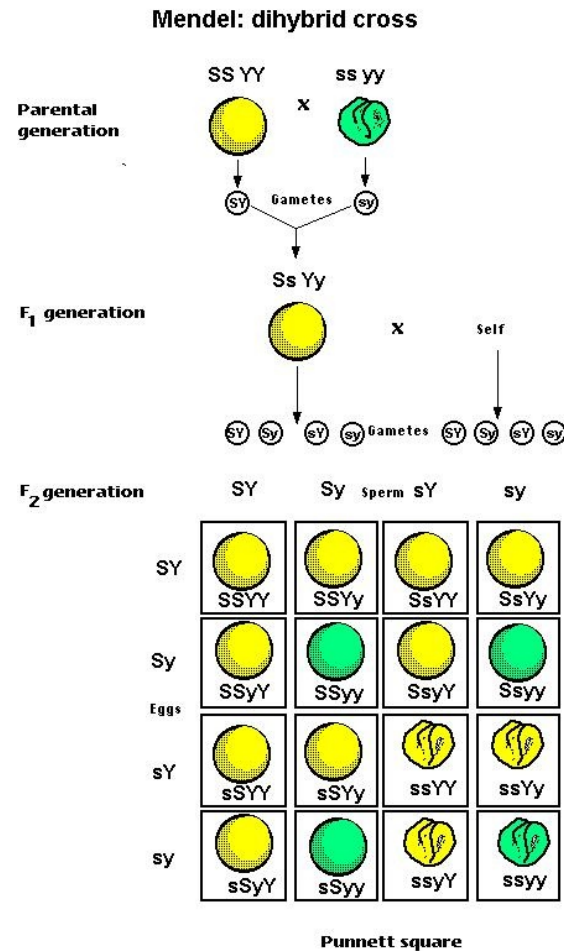 Mendel: dihybrid cross
SS YY
x
ss yy
Parental
generation
SY
Gametes
sy
Ss Yy
F1 generation
x
Self
SY Sy sY sy Gametes SY Sy sY sy
F2 generation
SY Sy Sperm sY sy
SY
SSYY SSYy SsYY SsYy
Sy
SSyY SSyy SsyY Ssyy
Eggs
sY
sSYY sSYy ssYY ssYy
sy
sSyY sSyy ssyY ssyy
Punnett square